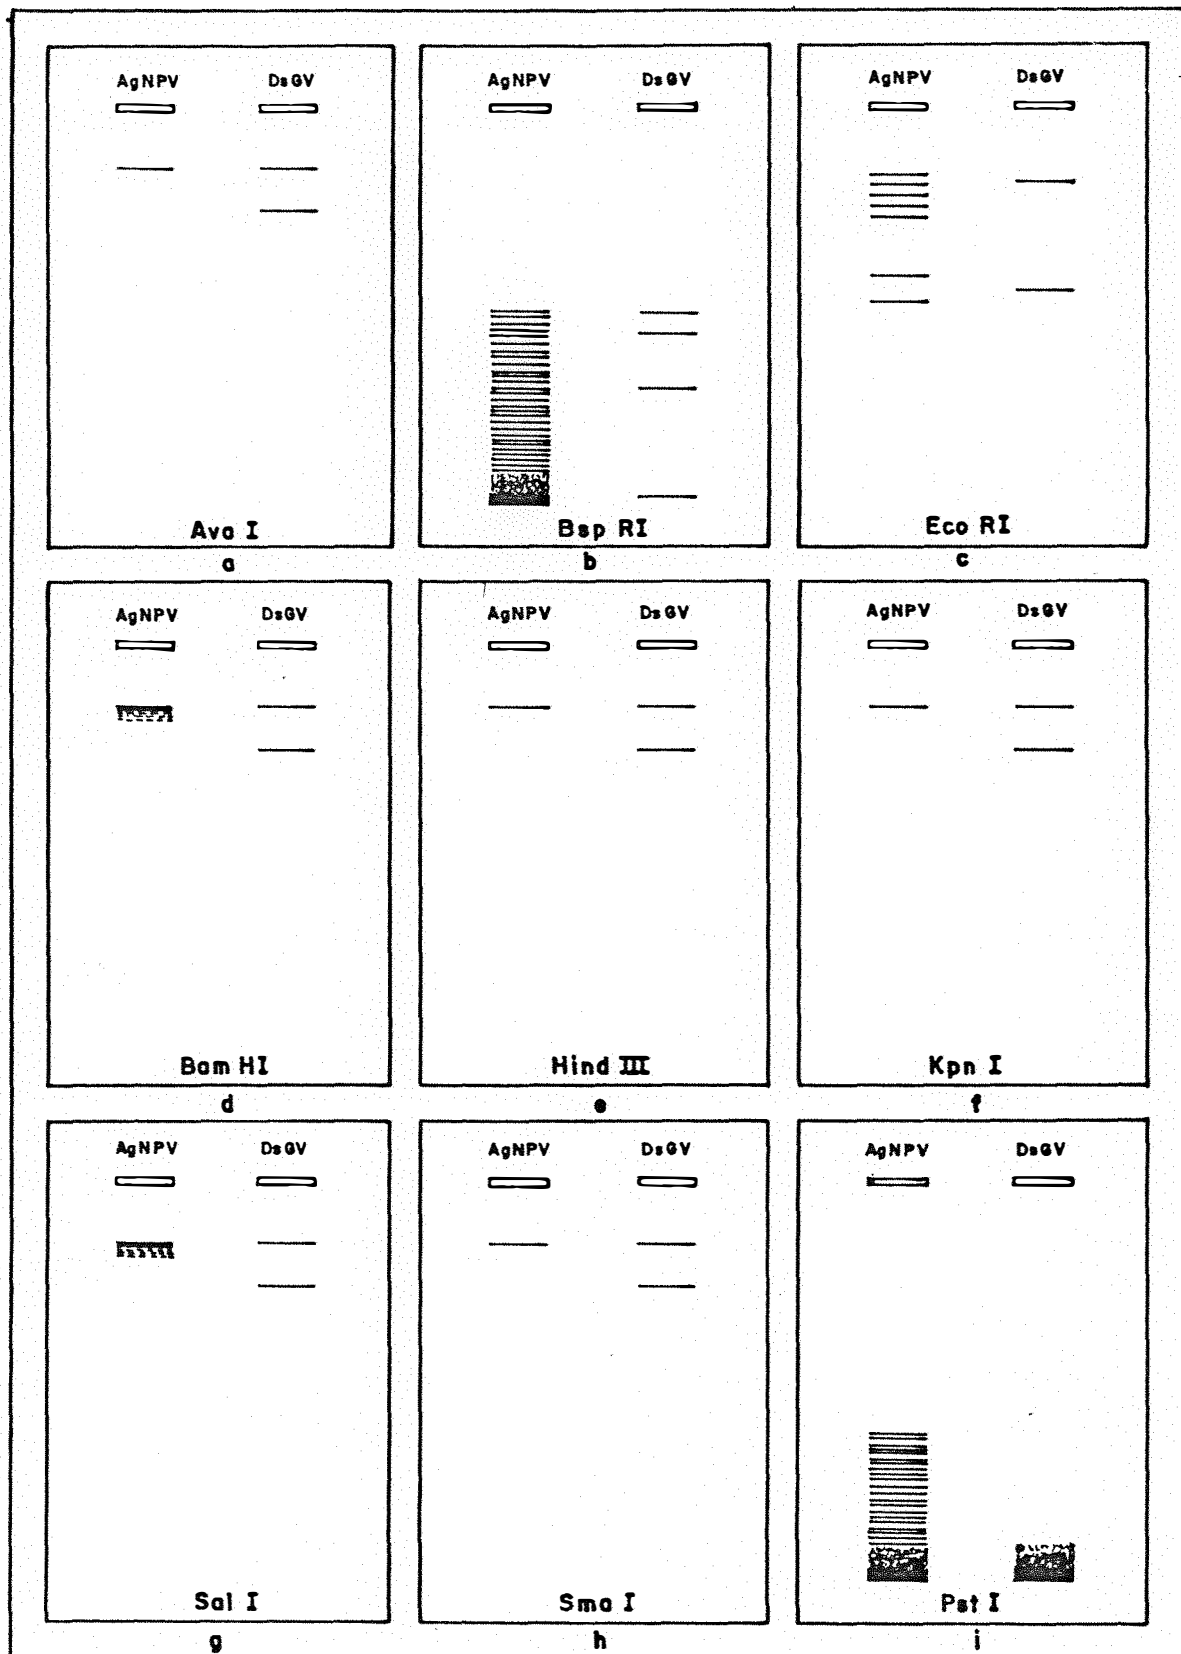 AgNPV DsGV
Ava I
a
AgNPV DsGV
Bsp RI
b
AgNPV DsGV
Eco RI
c
AgNPV DsGV
Bam HI
d
AgNPV DsGV
Hind III
e
AgNPV DsGV
Kpn I
f
AgNPV DsGV
Sal I
g
AgNPV DsGV
Sma I
h
AgNPV DsGV
Pst I
i